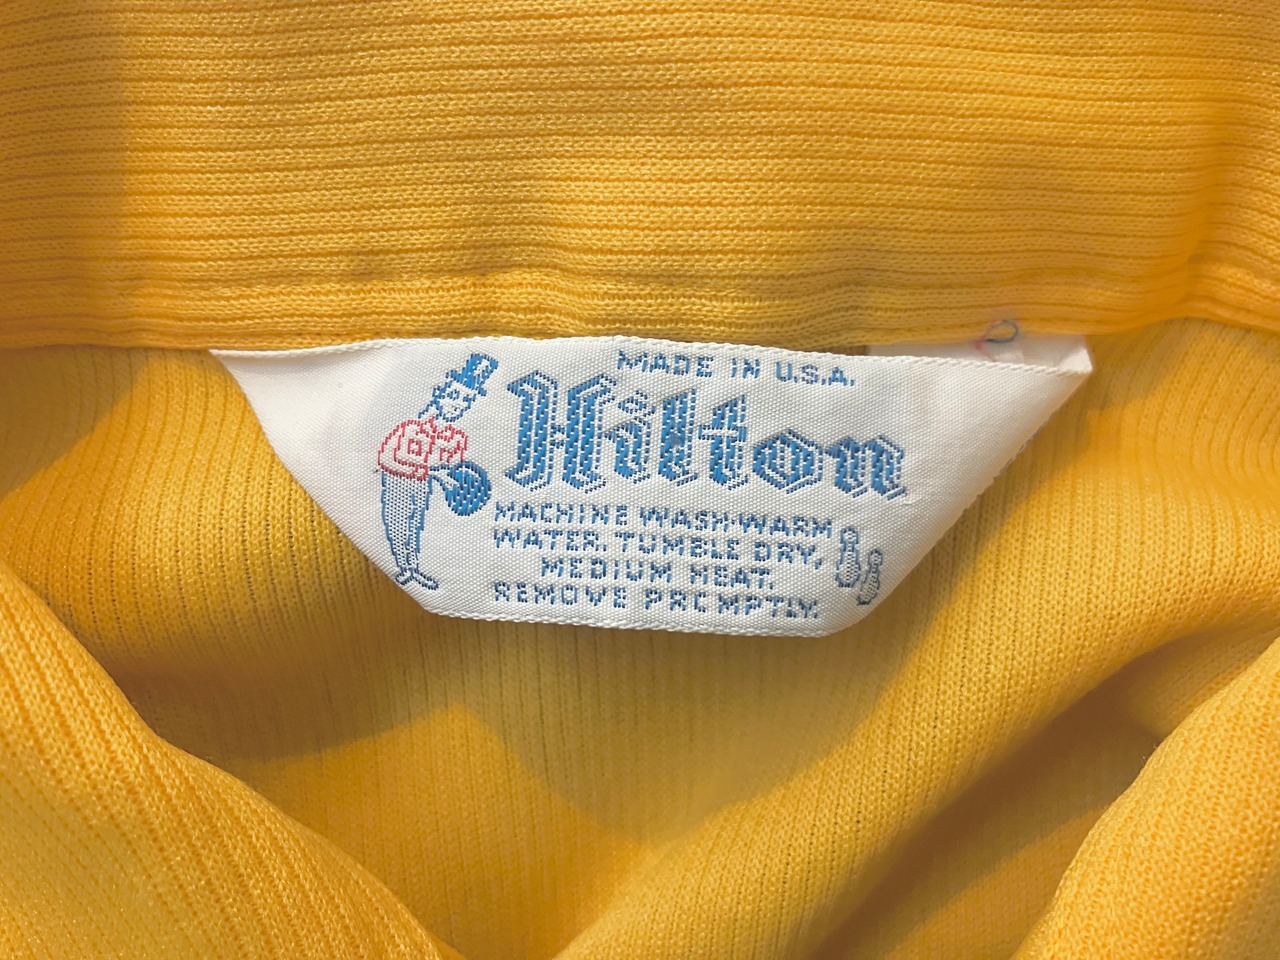 MADE IN U.S.A.
Hilton
MACHINE WASH-WARM
WATER. TUMBLE DRY,
MEDIUM HEAT.
REMOVE PROMPTLY.